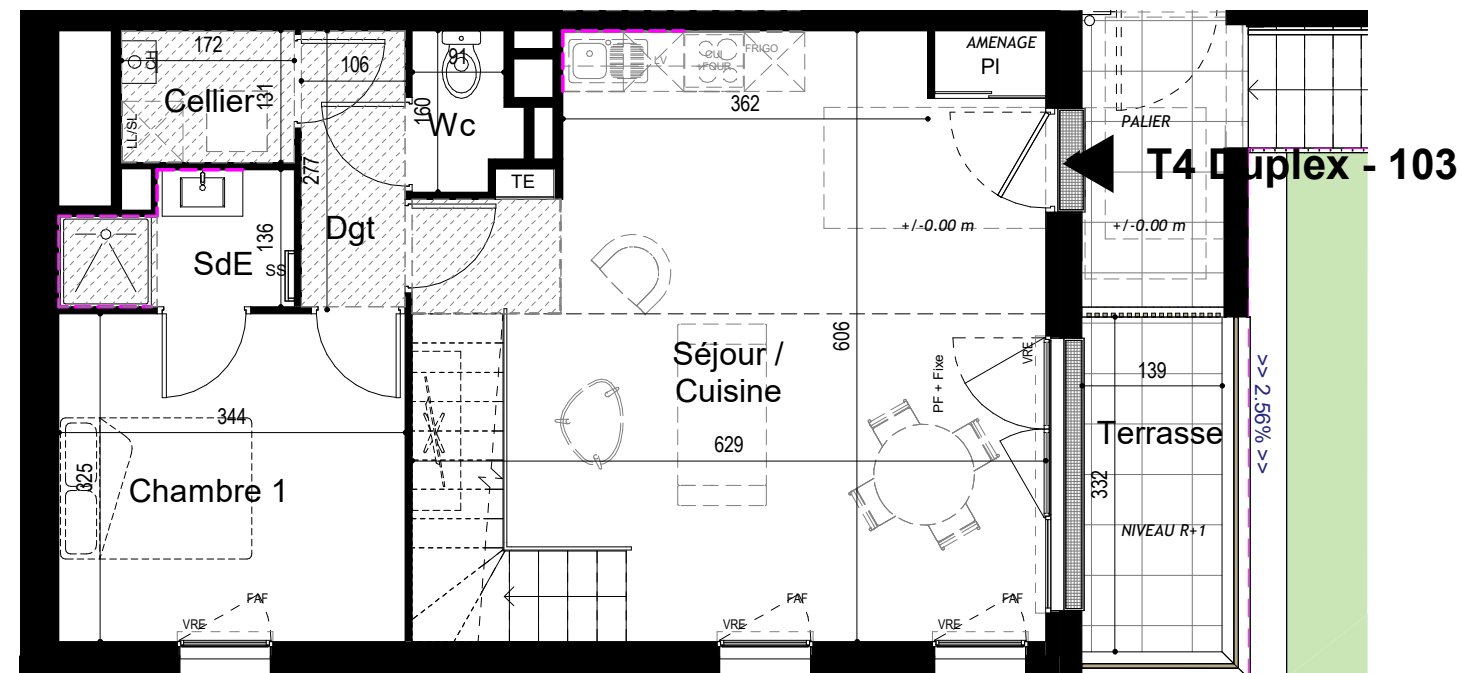 172
CH
Cellier
131
LL/SL
106
91
160
Wc
277
TE
Dgt
SdE
136
SS
LV
CUI
+FOUR
FRIGO
362
AMENAGE
Pl
PALIER
T4 Duplex - 103
+/-0.00 m
+/-0.00 m
Séjour /
Cuisine
606
629
PF + Fixe
VRE
139
Terrasse
332
NIVEAU R+1
>> 2.56% >>
344
325
Chambre 1
VRE
FAF
VRE
FAF
VRE
FAF